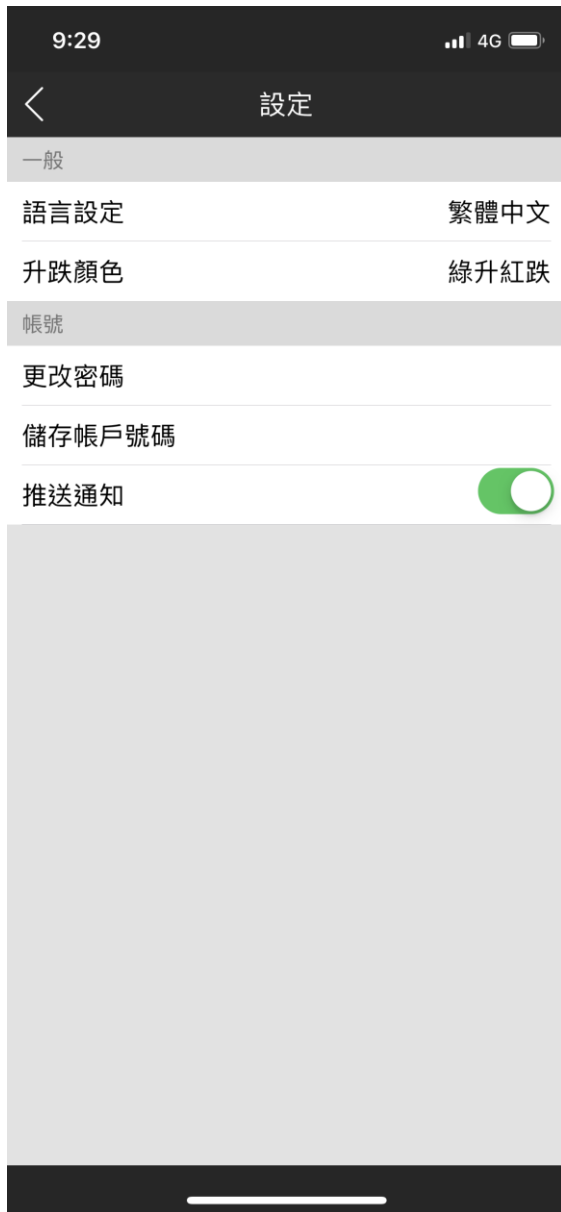 9:29 4G
設定
一般
語言設定 繁體中文
升跌顏色 綠升紅跌
帳號
更改密碼
儲存帳戶號碼
推送通知